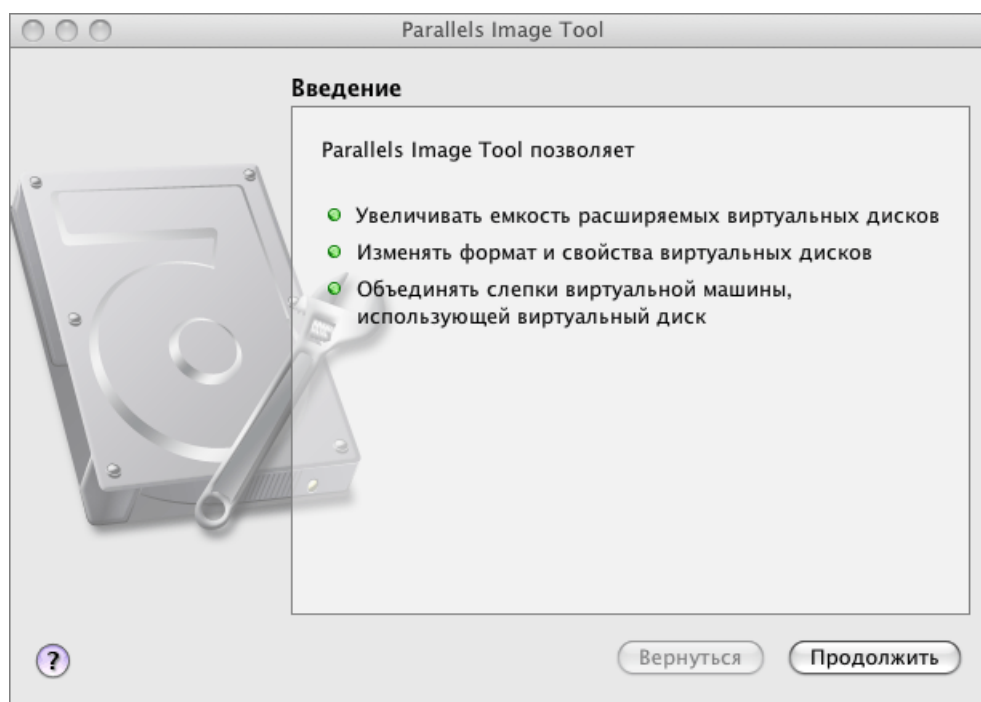 Parallels Image Tool
Введение
Parallels Image Tool позволяет
Увеличивать емкость расширяемых виртуальных дисков
Изменять формат и свойства виртуальных дисков
Объединять слепки виртуальной машины,
использующей виртуальный диск
?
Вернуться
Продолжить